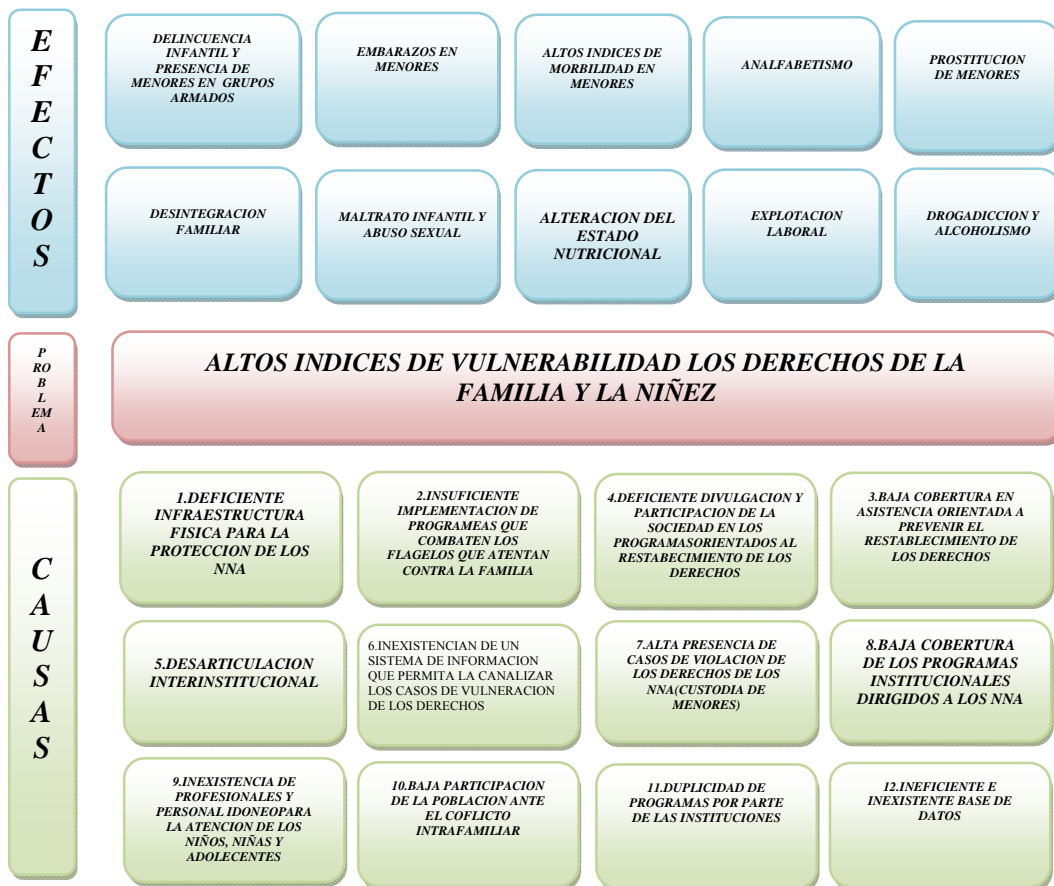 E
F
E
C
T
O
S
DELINCUENCIA
INFANTIL Y
PRESENCIA DE
MENORES EN GRUPOS
ARMADOS
EMBARAZOS EN
MENORES
ALTOS INDICES DE
MORBILIDAD EN
MENORES
ANALFABETISMO
PROSTITUCION
DE MENORES
DESINTEGRACION
FAMILIAR
MALTRATO INFANTIL Y
ABUSO SEXUAL
ALTERACION DEL
ESTADO
NUTRICIONAL
EXPLOTACION
LABORAL
DROGADICCION Y
ALCOHOLISMO
P
RO
B
L
EM
A
ALTOS INDICES DE VULNERABILIDAD LOS DERECHOS DE LA
FAMILIA Y LA NIÑEZ
C
A
U
S
A
S
1.DEFICIENTE
INFRAESTRUCTURA
FISICA PARA LA
PROTECCION DE LOS
NNA
2.INSUFICIENTE
IMPLEMENTACION DE
PROGRAMEAS QUE
COMBATEN LOS
FLAGELOS QUE ATENTAN
CONTRA LA FAMILIA
4.DEFICIENTE DIVULGACION Y
PARTICIPACION DE LA
SOCIEDAD EN LOS
PROGRAMASORIENTADOS AL
RESTABECIMIENTO DE LOS
DERECHOS
3.BAJA COBERTURA EN
ASISTENCIA ORIENTADA A
PREVENIR EL
RESTABLECIMIENTO DE
LOS DERECHOS
5.DESARTICULACION
INTERINSTITUCIONAL
6.INEXISTENCIAN DE UN
SISTEMA DE INFORMACION
QUE PERMITA LA CANALIZAR
LOS CASOS DE VULNERACION
DE LOS DERECHOS
7.ALTA PRESENCIA DE
CASOS DE VIOLACION DE
LOS DERECHOS DE LOS
NNA(CUSTODIA DE
MENORES)
8.BAJA COBERTURA
DE LOS PROGRAMAS
INSTITUCIONALES
DIRIGIDOS A LOS NNA
9.INEXISTENCIA DE
PROFESIONALES Y
PERSONAL IDONEOPARA
LA ATENCION DE LOS
NIÑOS, NIÑAS Y
ADOLECENTES
10.BAJA PARTICIPACION
DE LA POBLACION ANTE
EL COFLICTO
INTRAFAMILIAR
11.DUPLICIDAD DE
PROGRAMAS POR PARTE
DE LAS INSTITUCIONES
12.INEFICIENTE E
INEXISTENTE BASE DE
DATOS